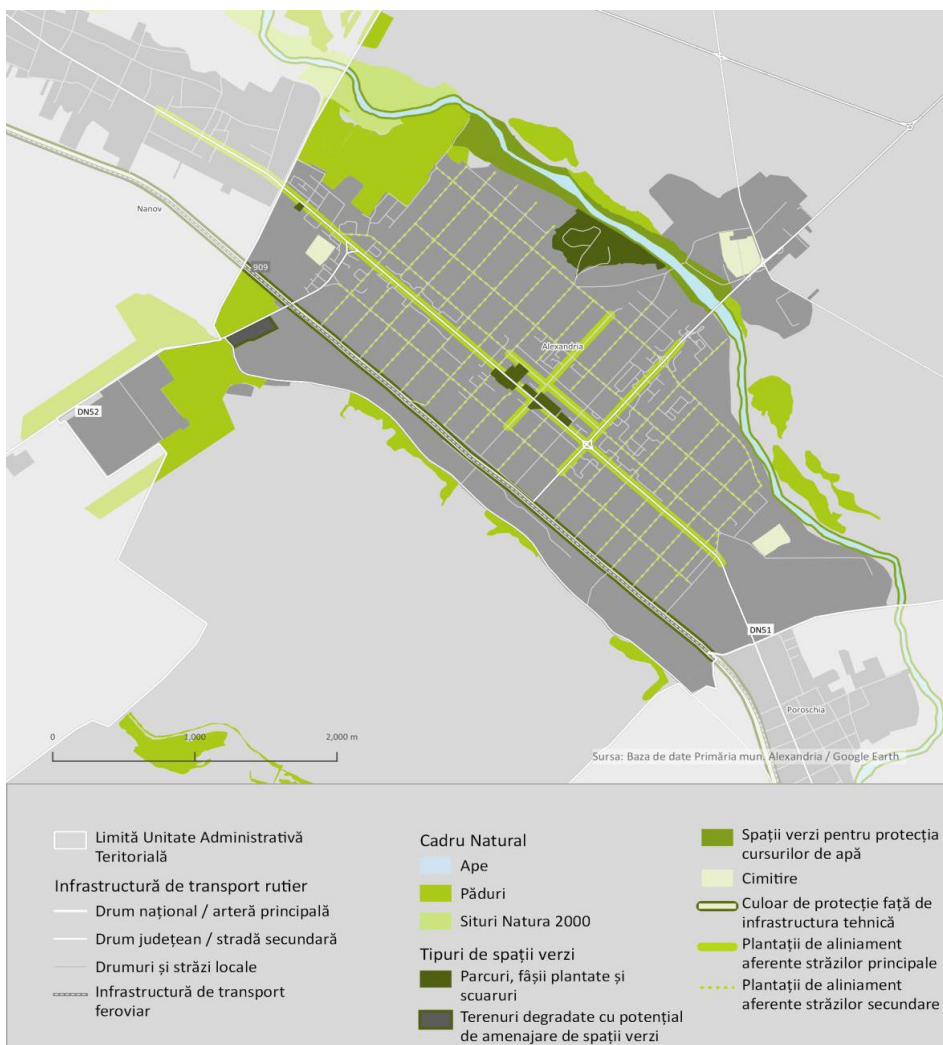 Nanov
909
Alexandria
DN52
DN51
Poroschia
0 1,000 2,000 m
Sursa: Baza de date Primăria mun. Alexandria / Google Earth
Limită Unitate Administrativă
Teritorială
Infrastructură de transport rutier
Drum național / arteră principală
Drum județean / stradă secundară
Drumuri și străzi locale
Infrastructură de transport
feroviar
Cadru Natural
Ape
Păduri
Situri Natura 2000
Tipuri de spații verzi
Parcuri, fâșii plantate și
scuaruri
Terenuri degradate cu potențial
de amenajare de spații verzi
Spații verzi pentru protecția
cursurilor de apă
Cimitire
Culoar de protecție față de
infrastructura tehnică
Plantații de aliniament
aferente străzilor principale
Plantații de aliniament
aferente străzilor secundare